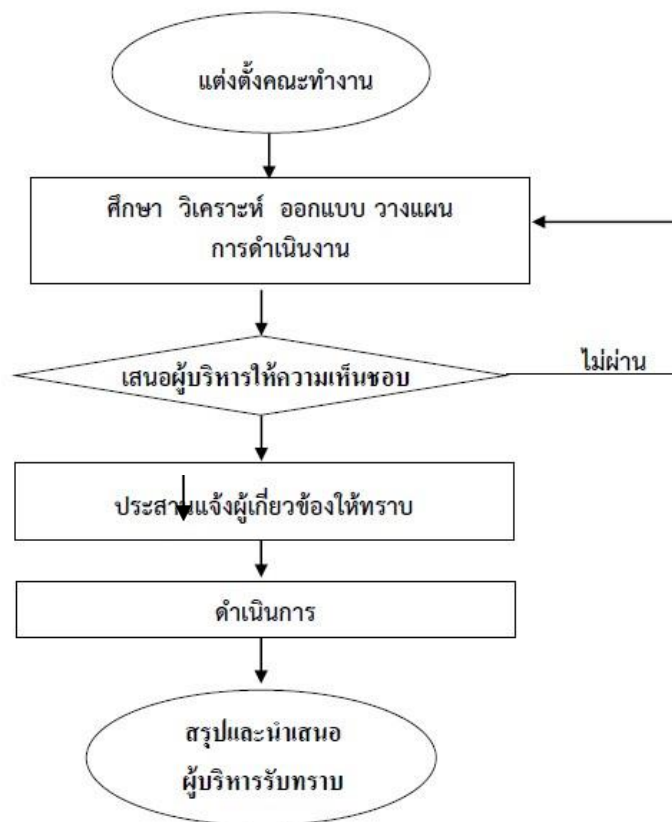 แต่งตั้งคณะทำงาน
ศึกษา วิเคราะห์ ออกแบบ วางแผน
การดำเนินงาน
เสนอผู้บริหารให้ความเห็นชอบ
ไม่ผ่าน
ประสานแจ้งผู้เกี่ยวข้องให้ทราบ
ดำเนินการ
สรุปและนำเสนอ
ผู้บริหารรับทราบ